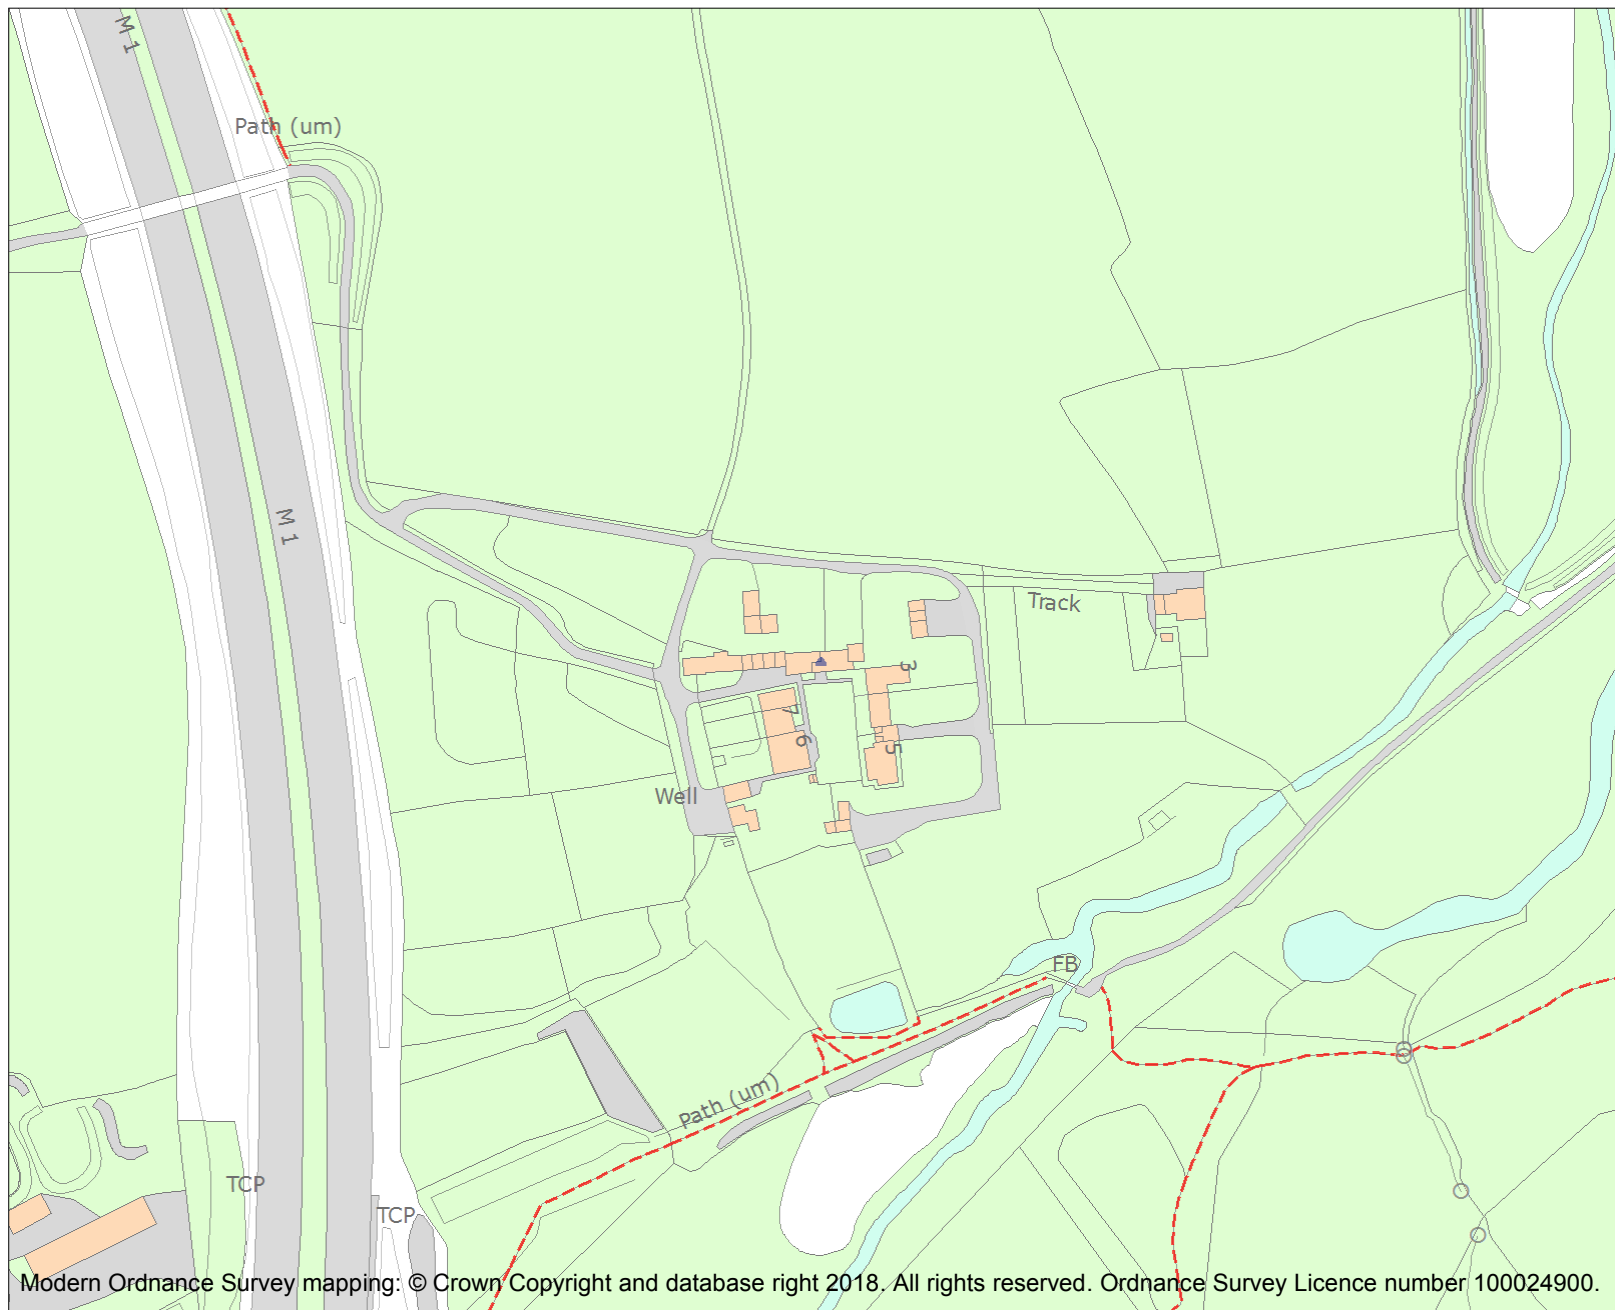 M 1
Path (um)
M 1
Track
3
7
6
5
Well
FB
Path (um)
TCP
TCP
Modern Ordnance Survey mapping: © Crown Copyright and database right 2018. All rights reserved. Ordnance Survey Licence number 100024900.